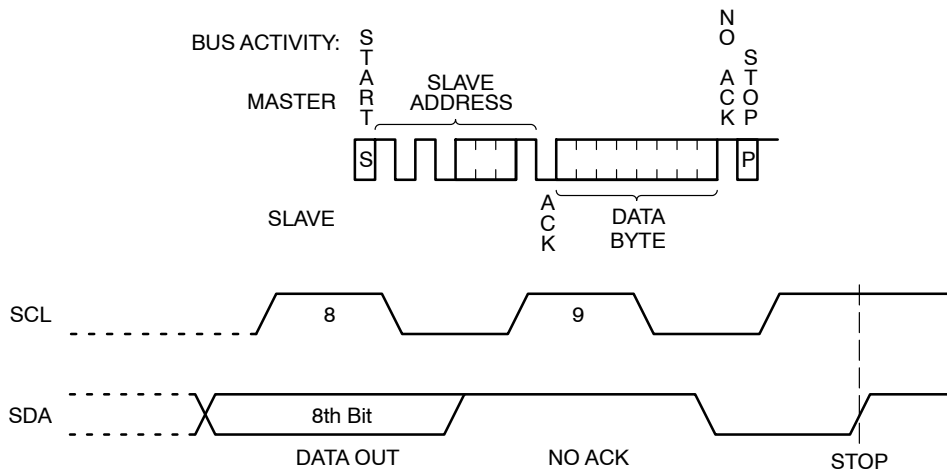 BUS ACTIVITY:
MASTER
START
SLAVE
ADDRESS
NO ACK
STOP
S
P
SLAVE
ACK
DATA
BYTE
SCL
8
9
SDA
8th Bit
DATA OUT
NO ACK
STOP